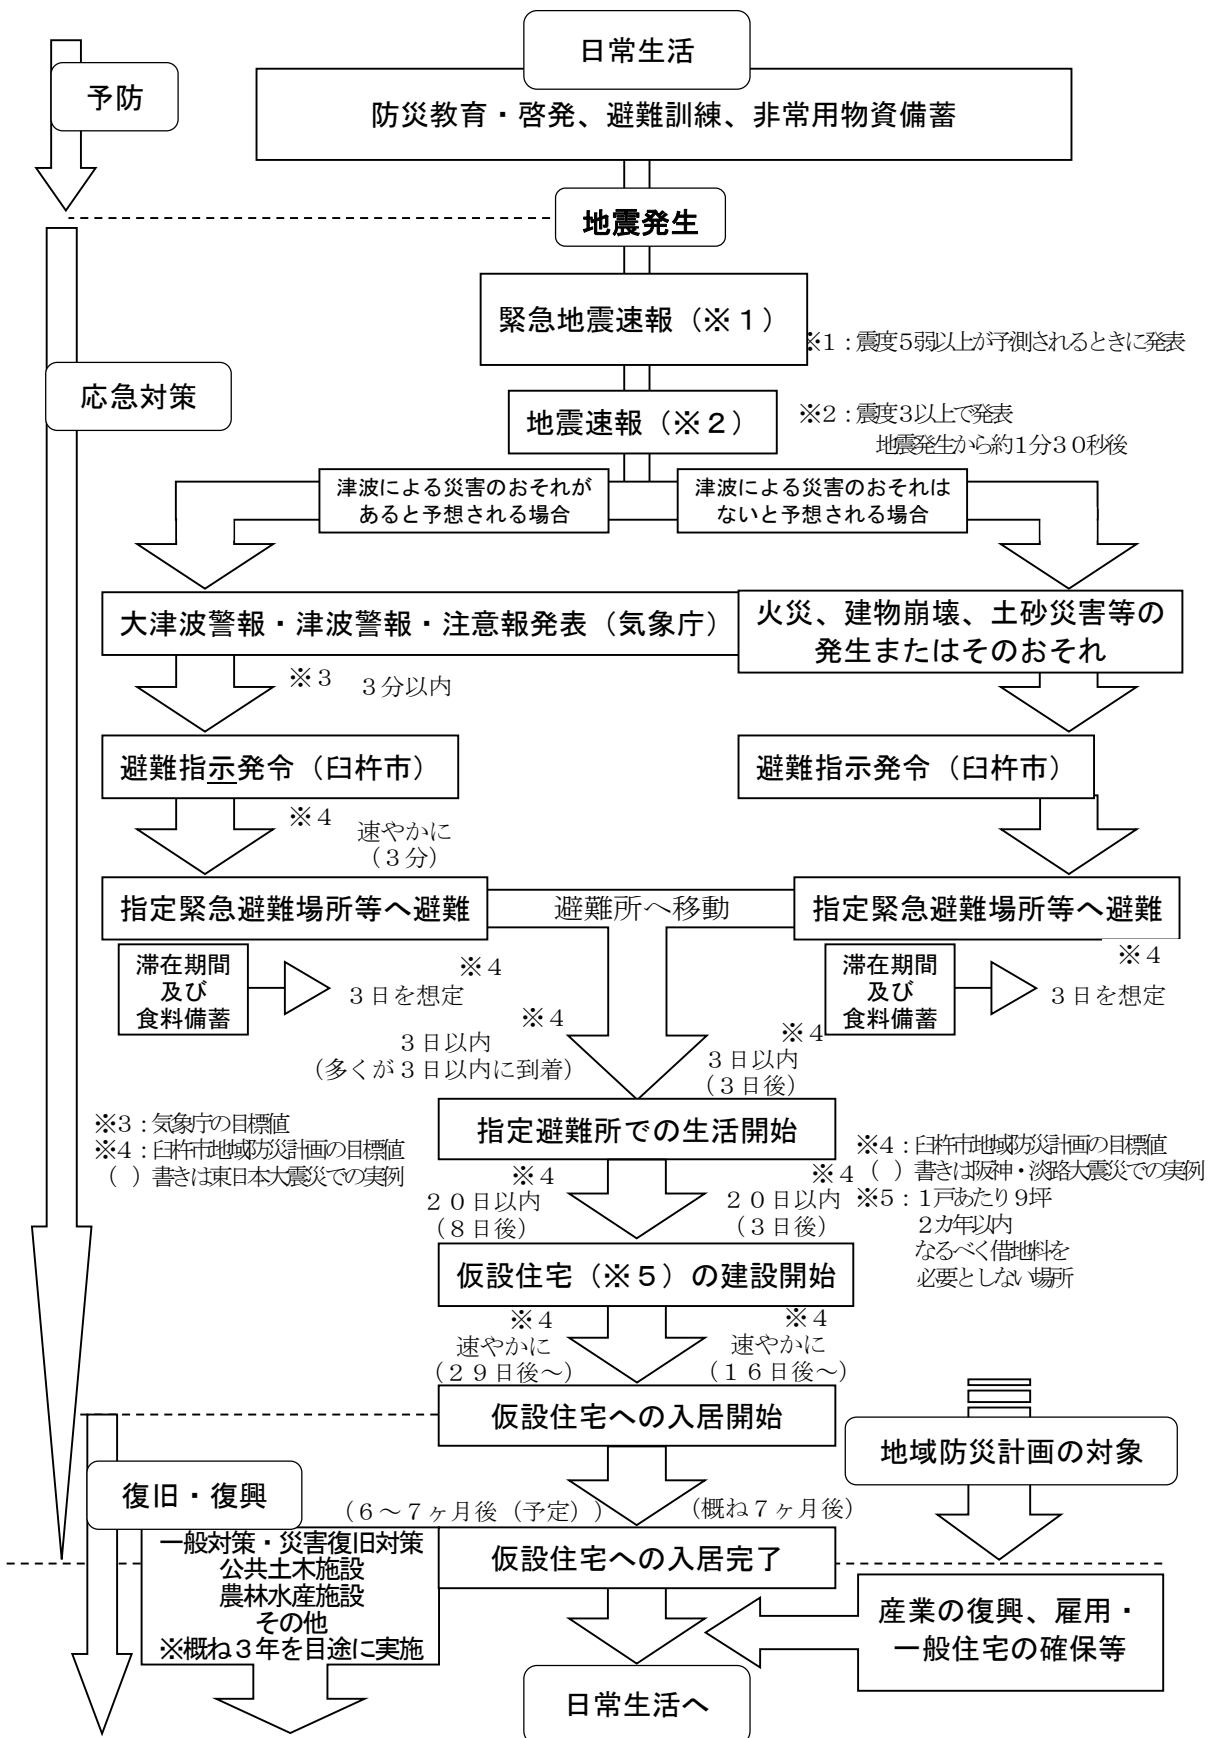 日常生活
予防
防災教育・啓発、避難訓練、非常用物資備蓄
地震発生
緊急地震速報（※１）
※１：震度５弱以上が予測されるときに発表
応急対策
地震速報（※２）
※２：震度３以上で発表
地震発生から約１分３０秒後
津波による災害のおそれが
あると予想される場合
津波による災害のおそれは
ないと予想される場合
大津波警報・津波警報・注意報発表（気象庁）
火災、建物崩壊、土砂災害等の
発生またはそのおそれ
※３　３分以内
避難指示発令（臼杵市）
避難指示発令（臼杵市）
※４
速やかに
（３分）
指定緊急避難場所等へ避難
避難所へ移動
指定緊急避難場所等へ避難
滞在期間
及び
食料備蓄
※４
３日を想定
滞在期間
及び
食料備蓄
※４
３日を想定
※４
３日以内
（多くが３日以内に到着）
※４
３日以内
（３日後）
※３：気象庁の目標値
※４：臼杵市地域防災計画の目標値
（　）書きは東日本大震災での実例
指定避難所での生活開始
※４：臼杵市地域防災計画の目標値
（　）書きは阪神・淡路大震災での実例
※５：１戸あたり９坪
２カ年以内
なるべく借地料を
必要としない場所
※４
２０日以内
（８日後）
※４
２０日以内
（３日後）
仮設住宅（※５）の建設開始
※４
速やかに
（２９日後～）
※４
速やかに
（１６日後～）
仮設住宅への入居開始
地域防災計画の対象
復旧・復興
（６～７ヶ月後（予定））
（概ね７ヶ月後）
一般対策・災害復旧対策
公共土木施設
農林水産施設
その他
※概ね３年を目途に実施
仮設住宅への入居完了
産業の復興、雇用・
一般住宅の確保等
日常生活へ